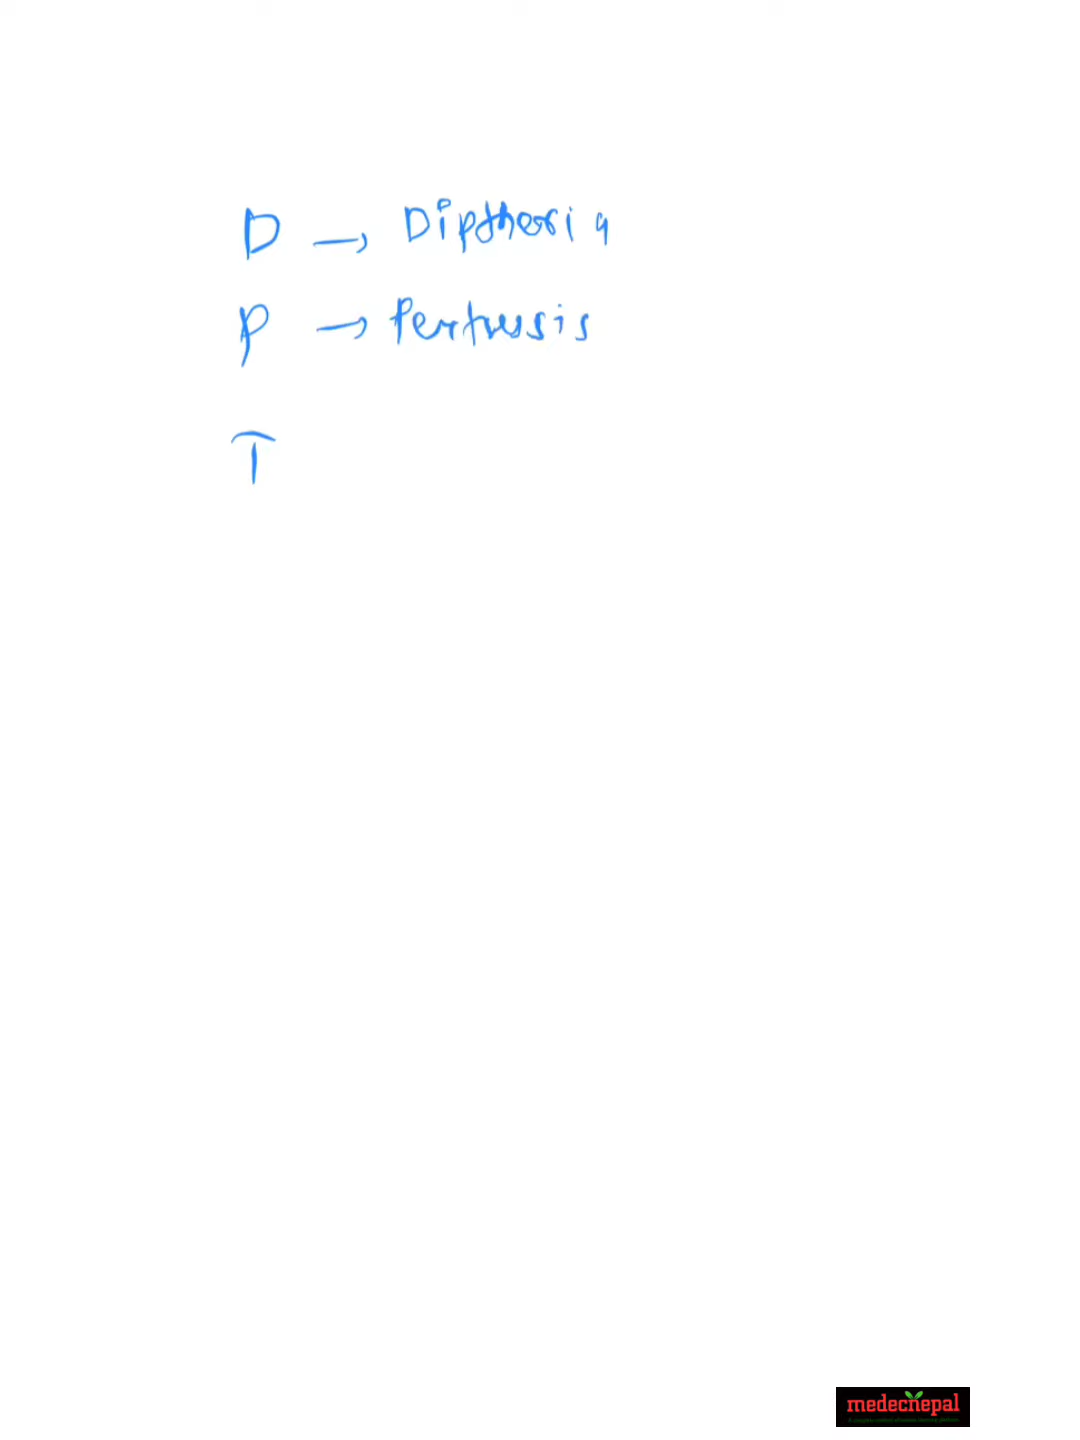 D → Diptheria
P → Pertussis
T
medecnepal